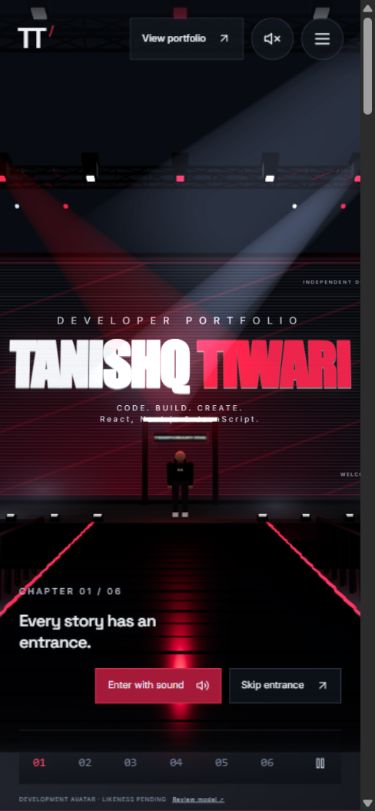 TT
View portfolio
INDEPENDENT D
DEVELOPER PORTFOLIO
TANISHQ TIWARI
CODE. BUILD. CREATE.
React,
Script.
WELC
CHAPTER 01 / 06
Every story has an
entrance.
Enter with sound
Skip entrance
01 02 03 04 05 06
DEVELOPMENT AVATAR · LIKENESS PENDING Review model